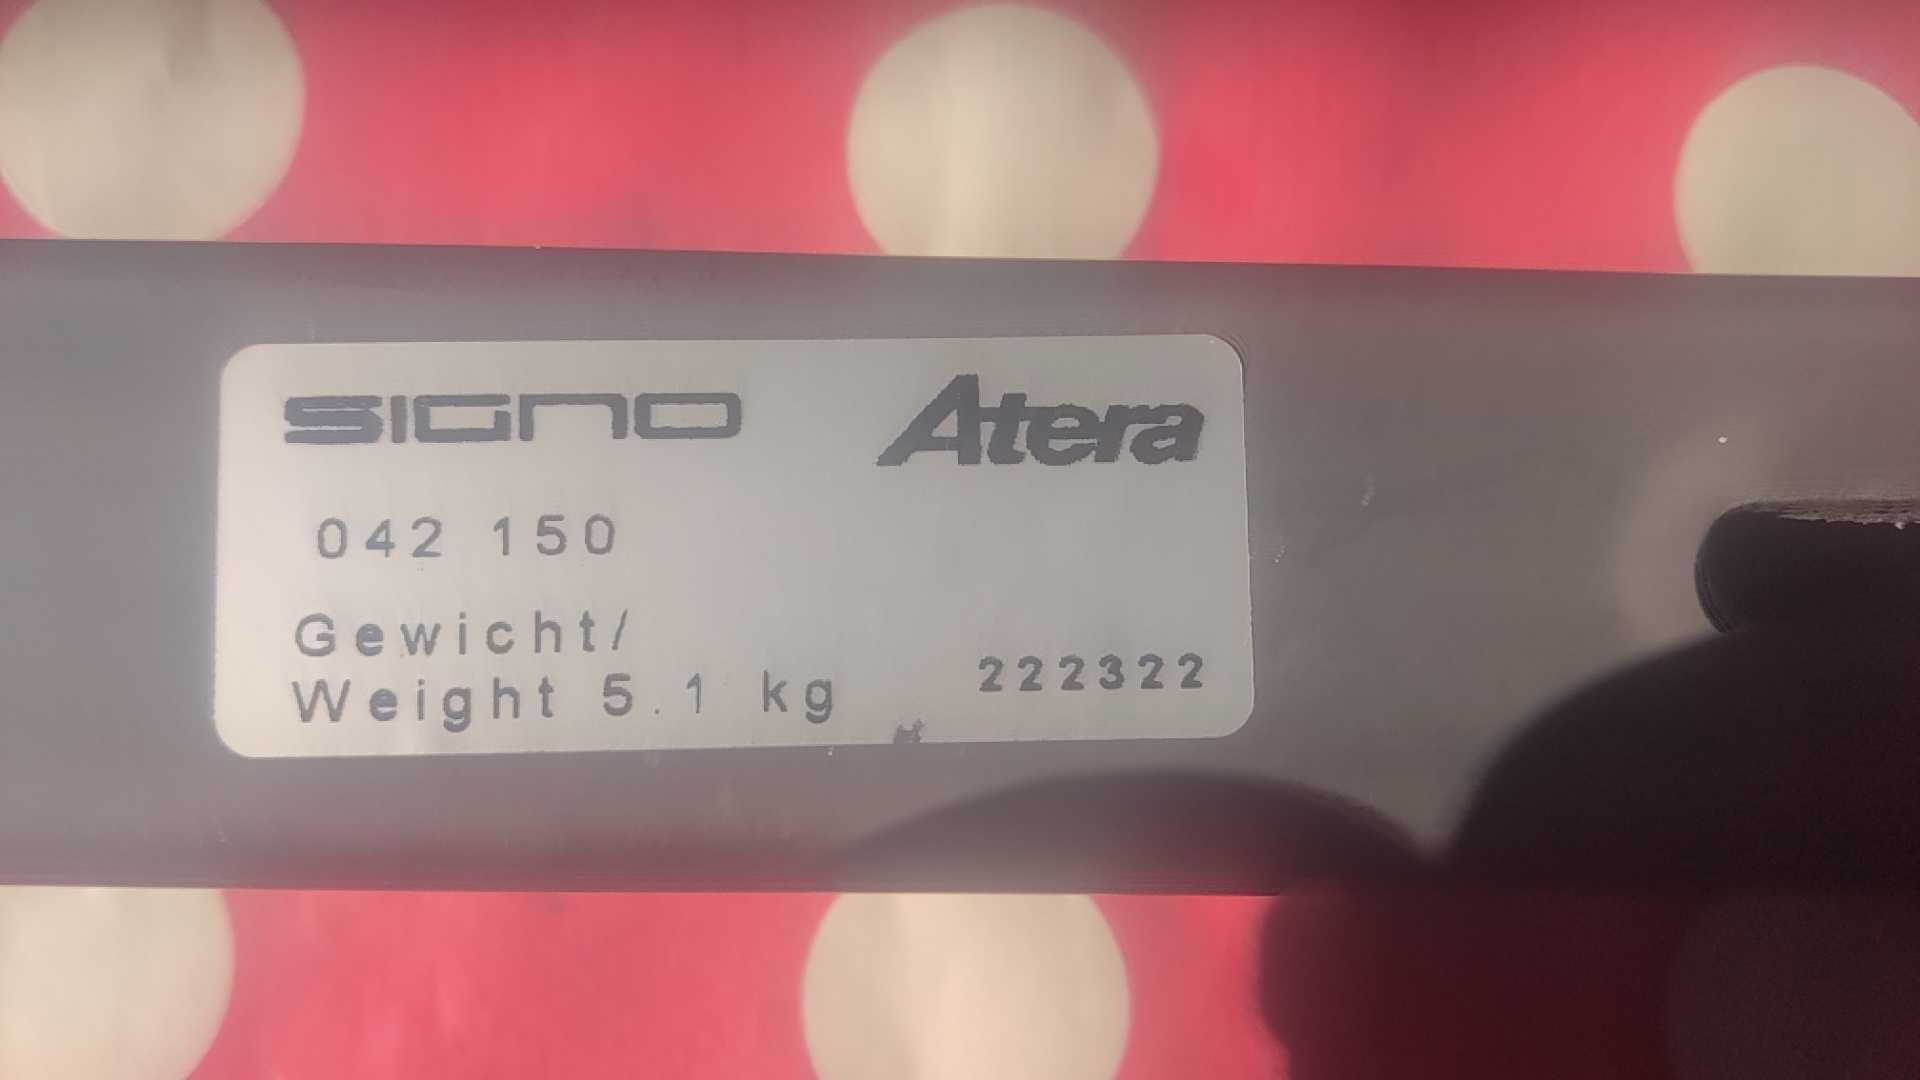 SIGNO Atera
042 150
Gewicht/
Weight 5.1 kg 222322